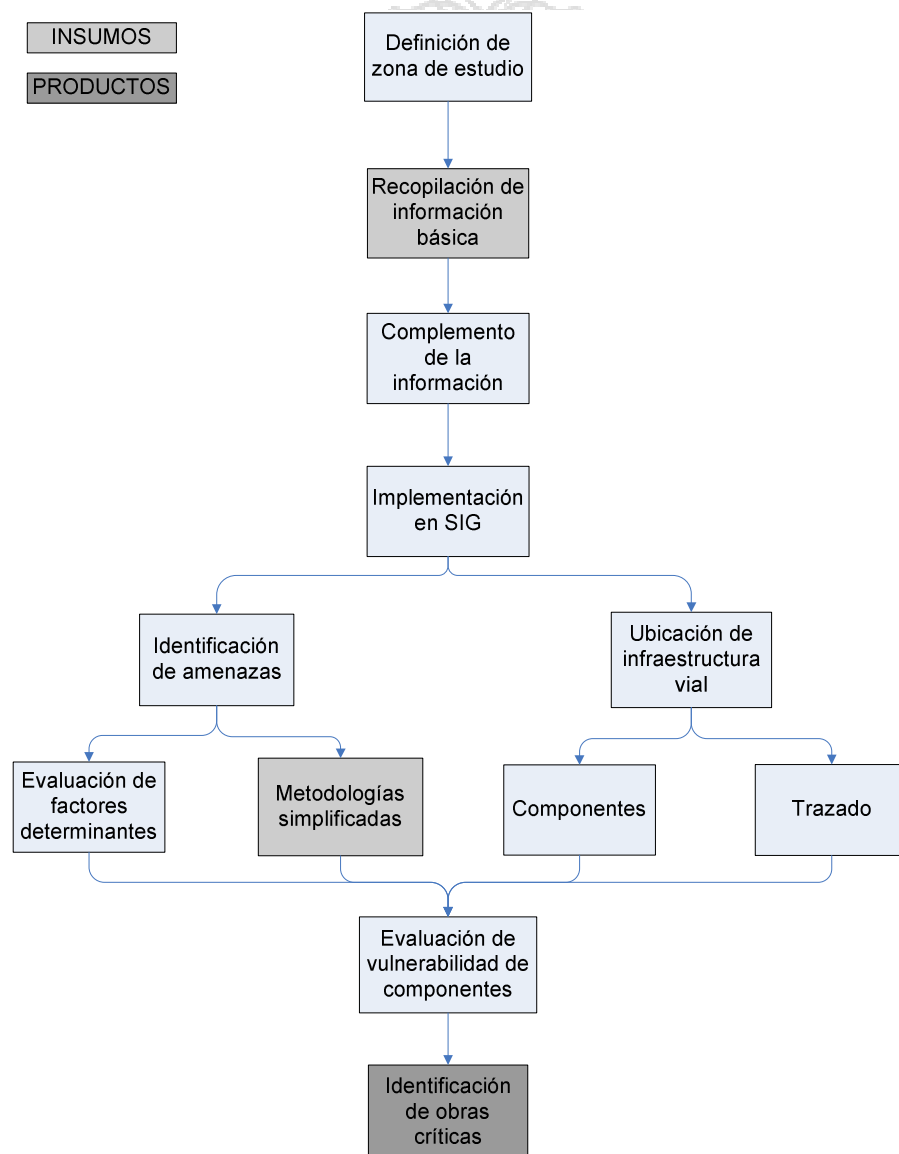 INSUMOS
PRODUCTOS
Definición de
zona de estudio
Recopilación de
información
básica
Complemento
de la
información
Implementación
en SIG
Identificación
de amenazas
Ubicación de
infraestructura
vial
Evaluación de
factores
determinantes
Metodologías
simplificadas
Componentes
Trazado
Evaluación de
vulnerabilidad de
componentes
Identificación
de obras
críticas